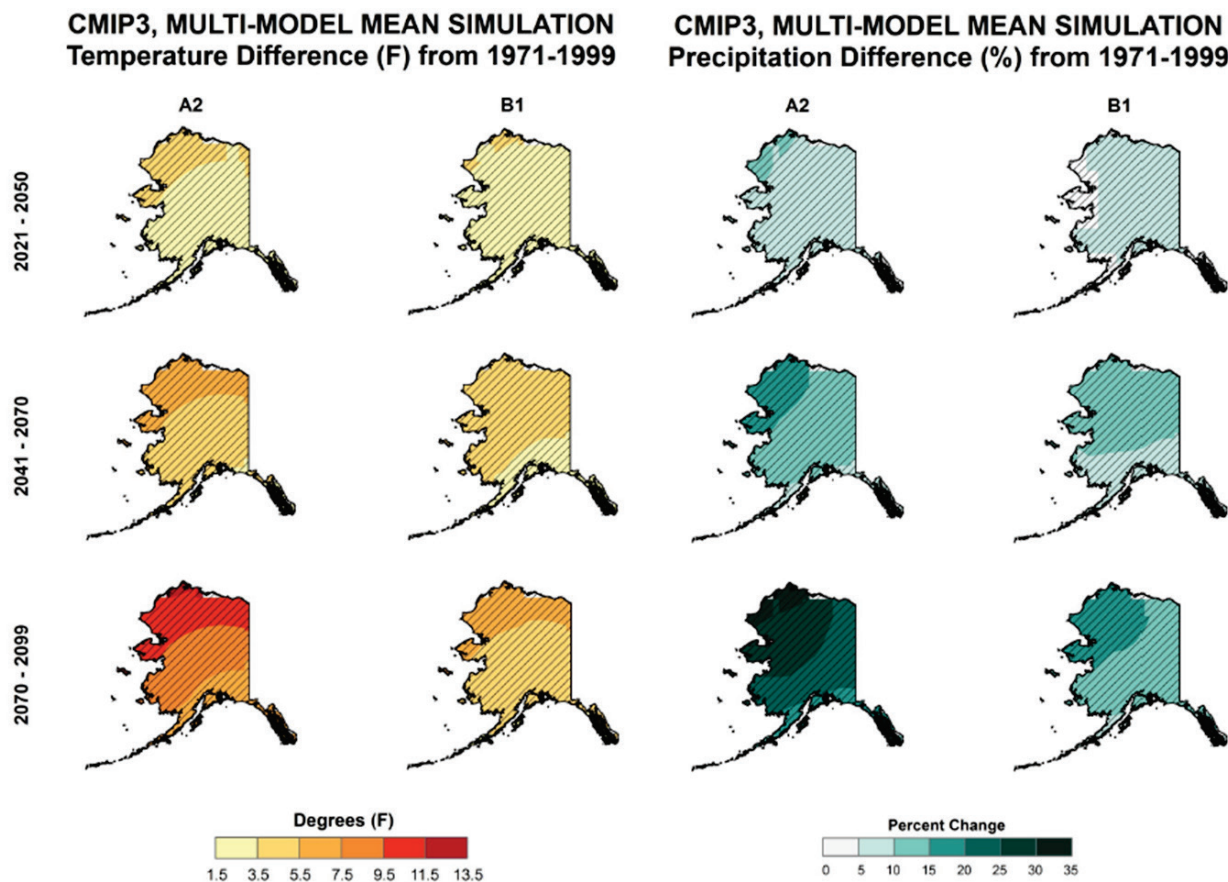 CMIP3, MULTI-MODEL MEAN SIMULATION
Temperature Difference (F) from 1971-1999
CMIP3, MULTI-MODEL MEAN SIMULATION
Precipitation Difference (%) from 1971-1999
A2
B1
A2
B1
2021 - 2050
2041 - 2070
2070 - 2099
Degrees (F)
1.5 3.5 5.5 7.5 9.5 11.5 13.5
Percent Change
0 5 10 15 20 25 30 35